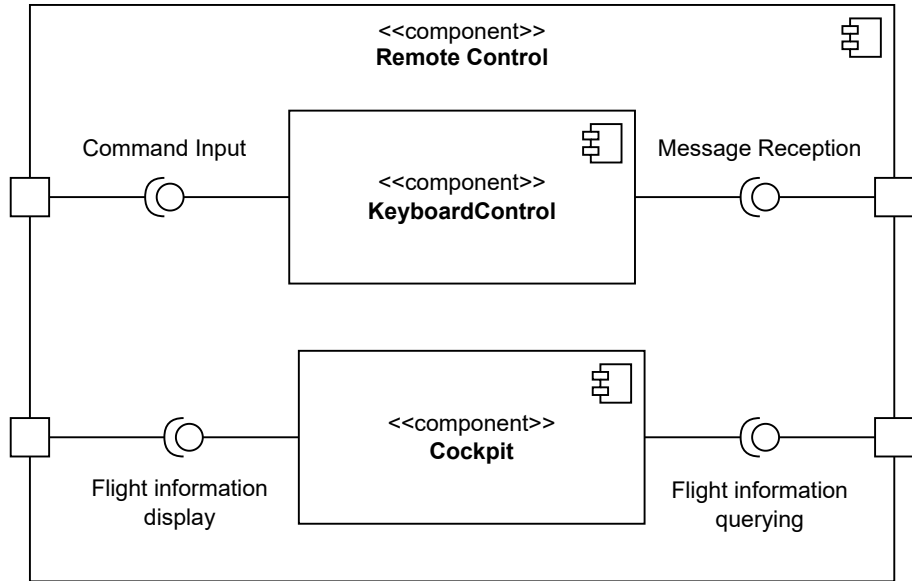 <<component>>
Remote Control
Command Input
Message Reception
<<component>>
KeyboardControl
<<component>>
Cockpit
Flight information
display
Flight information
querying